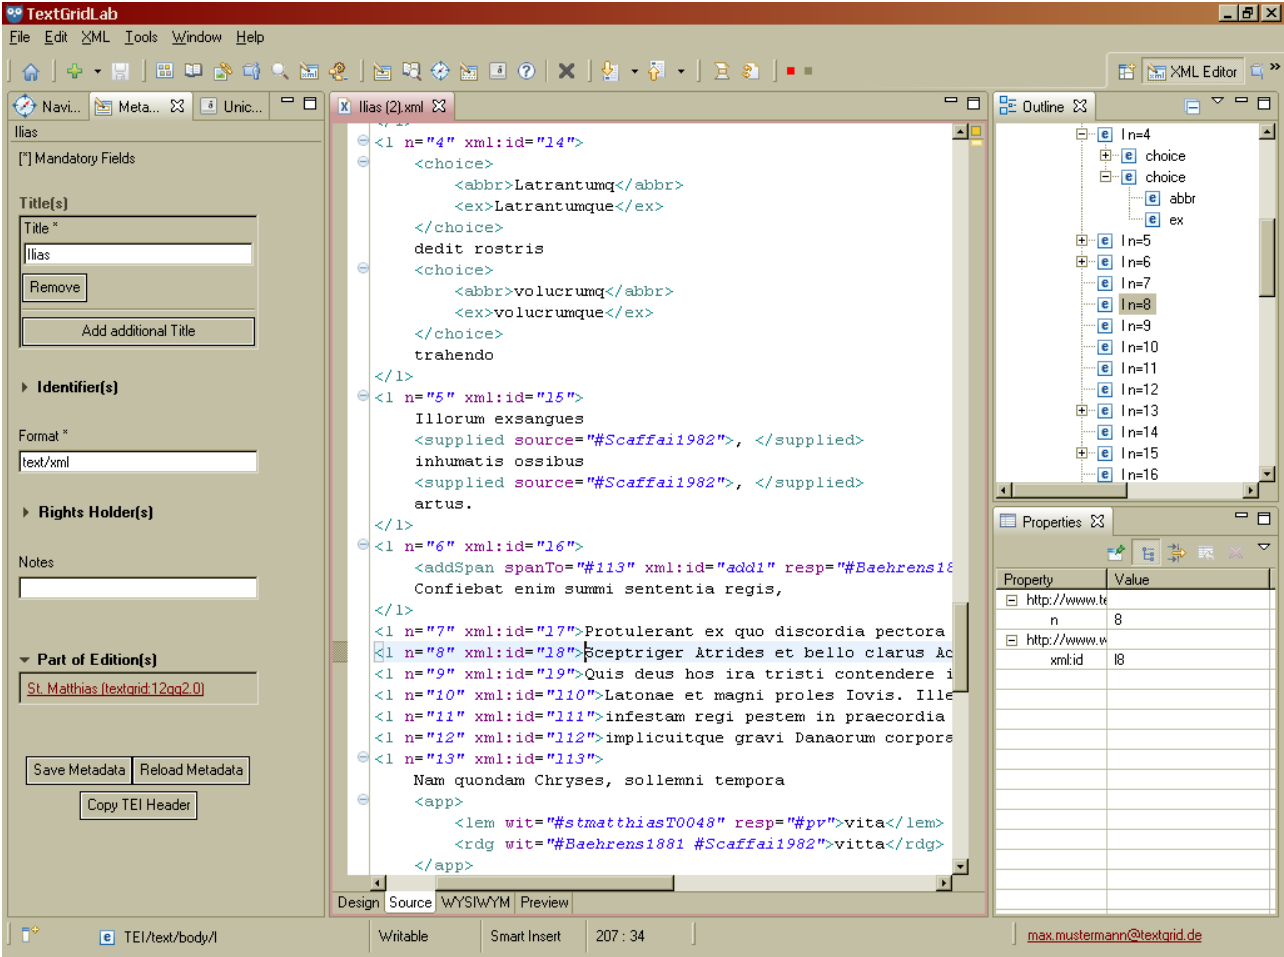 TextGridLab
File Edit XML Tools Window Help
XML Editor »
Navi... Meta... Unic...
Ilias
[*] Mandatory Fields
Title(s)
Title *
Ilias
Remove
Add additional Title
Identifier(s)
Format *
text/xml
Rights Holder(s)
Notes
Part of Edition(s)
St. Matthias (textgrid:12gg2.0)
Save Metadata Reload Metadata
Copy TEI Header
Ilias (2).xml
</l>
<l n="4" xml:id="l4">
<choice>
<abbr>Latrantumq</abbr>
<ex>Latrantumque</ex>
</choice>
dedit rostris
<choice>
<abbr>volucrumq</abbr>
<ex>volucrumque</ex>
</choice>
trahendo
</l>
<l n="5" xml:id="l5">
Illorum exsangues
<supplied source="#Scaffai1982">, </supplied>
inhumatis ossibus
<supplied source="#Scaffai1982">, </supplied>
artus.
</l>
<l n="6" xml:id="l6">
<addSpan spanTo="#113" xml:id="add1" resp="#Baehrens18
Confiebat enim summi sententia regis,
</l>
<l n="7" xml:id="l7">Protulerant ex quo discordia pectora
<l n="8" xml:id="l8">Sceptriger Atrides et bello clarus Ac
<l n="9" xml:id="l9">Quis deus hos ira tristi contendere i
<l n="10" xml:id="l10">Latonae et magni proles Iovis. Ille
<l n="11" xml:id="l11">infestam regi pestem in praecordia
<l n="12" xml:id="l12">implicuitque gravi Danaorum corpora
<l n="13" xml:id="l13">
Nam quondam Chryses, sollemni tempora
<app>
<lem wit="#stmatthiasT0048" resp="#pv">vita</lem>
<rdg wit="#Baehrens1881 #Scaffai1982">vitta</rdg>
</app>
Design Source WYSIWYM Preview
Outline
l n=4
choice
choice
abbr
ex
l n=5
l n=6
l n=7
l n=8
l n=9
l n=10
l n=11
l n=12
l n=13
l n=14
l n=15
l n=16
Properties
Property Value
http://www.te
n 8
http://www.w
xml:id l8
TEI/text/body/l Writable Smart Insert 207 : 34 max.mustermann@textgrid.de